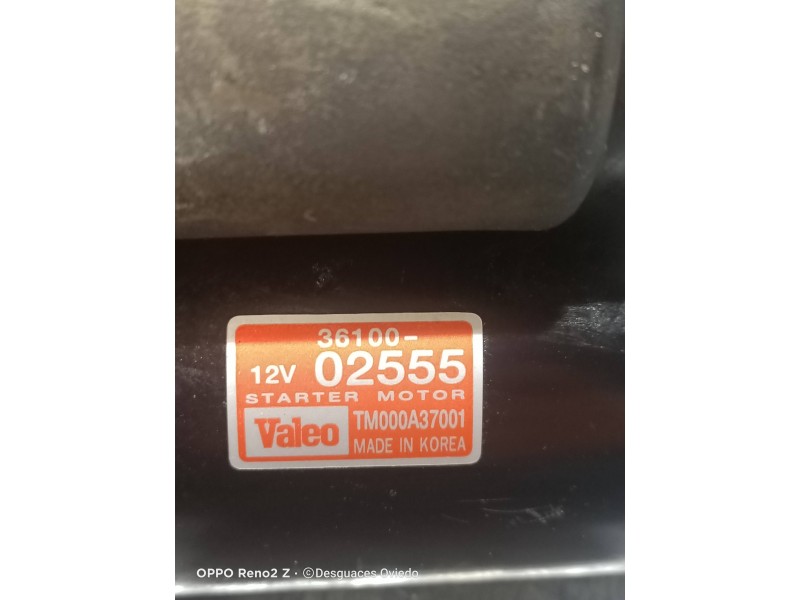 36100-
12V 02555
STARTER MOTOR
Valeo TM000A37001
MADE IN KOREA
OPPO Reno2 Z · ©Desguaces Oviedo